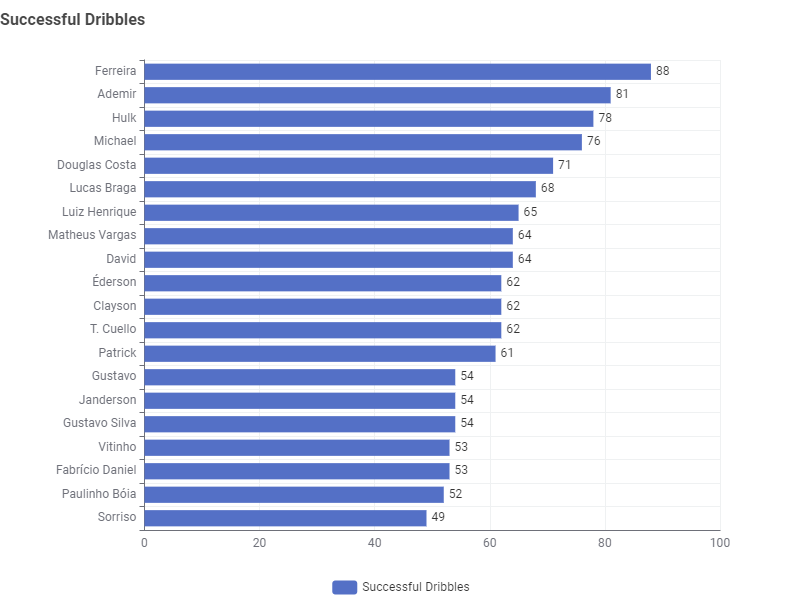 Successful Dribbles
Ferreira 88
Ademir 81
Hulk 78
Michael 76
Douglas Costa 71
Lucas Braga 68
Luiz Henrique 65
Matheus Vargas 64
David 64
Éderson 62
Clayson 62
T. Cuello 62
Patrick 61
Gustavo 54
Janderson 54
Gustavo Silva 54
Vitinho 53
Fabrício Daniel 53
Paulinho Bóia 52
Sorriso 49
0 20 40 60 80 100
Successful Dribbles